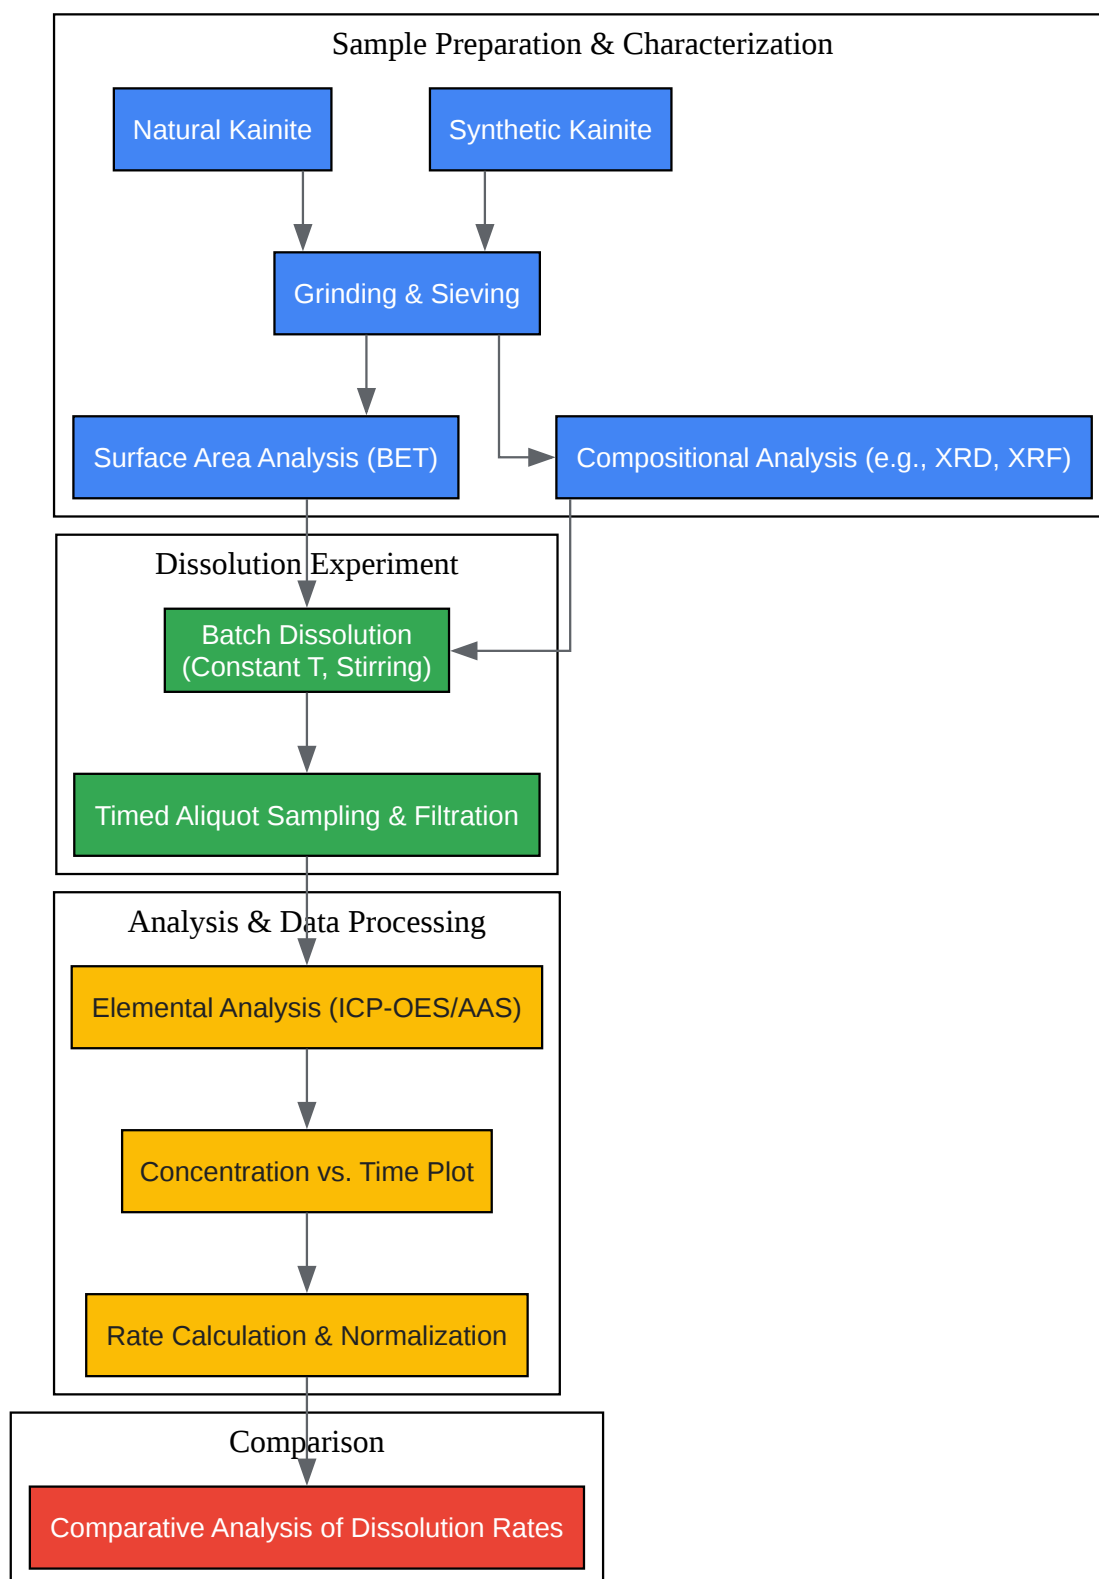 Sample Preparation & Characterization
Natural Kainite
Synthetic Kainite
Grinding & Sieving
Surface Area Analysis (BET)
Compositional Analysis (e.g., XRD, XRF)
Dissolution Experiment
Batch Dissolution
(Constant T, Stirring)
Timed Aliquot Sampling & Filtration
Analysis & Data Processing
Elemental Analysis (ICP-OES/AAS)
Concentration vs. Time Plot
Rate Calculation & Normalization
Comparison
Comparative Analysis of Dissolution Rates